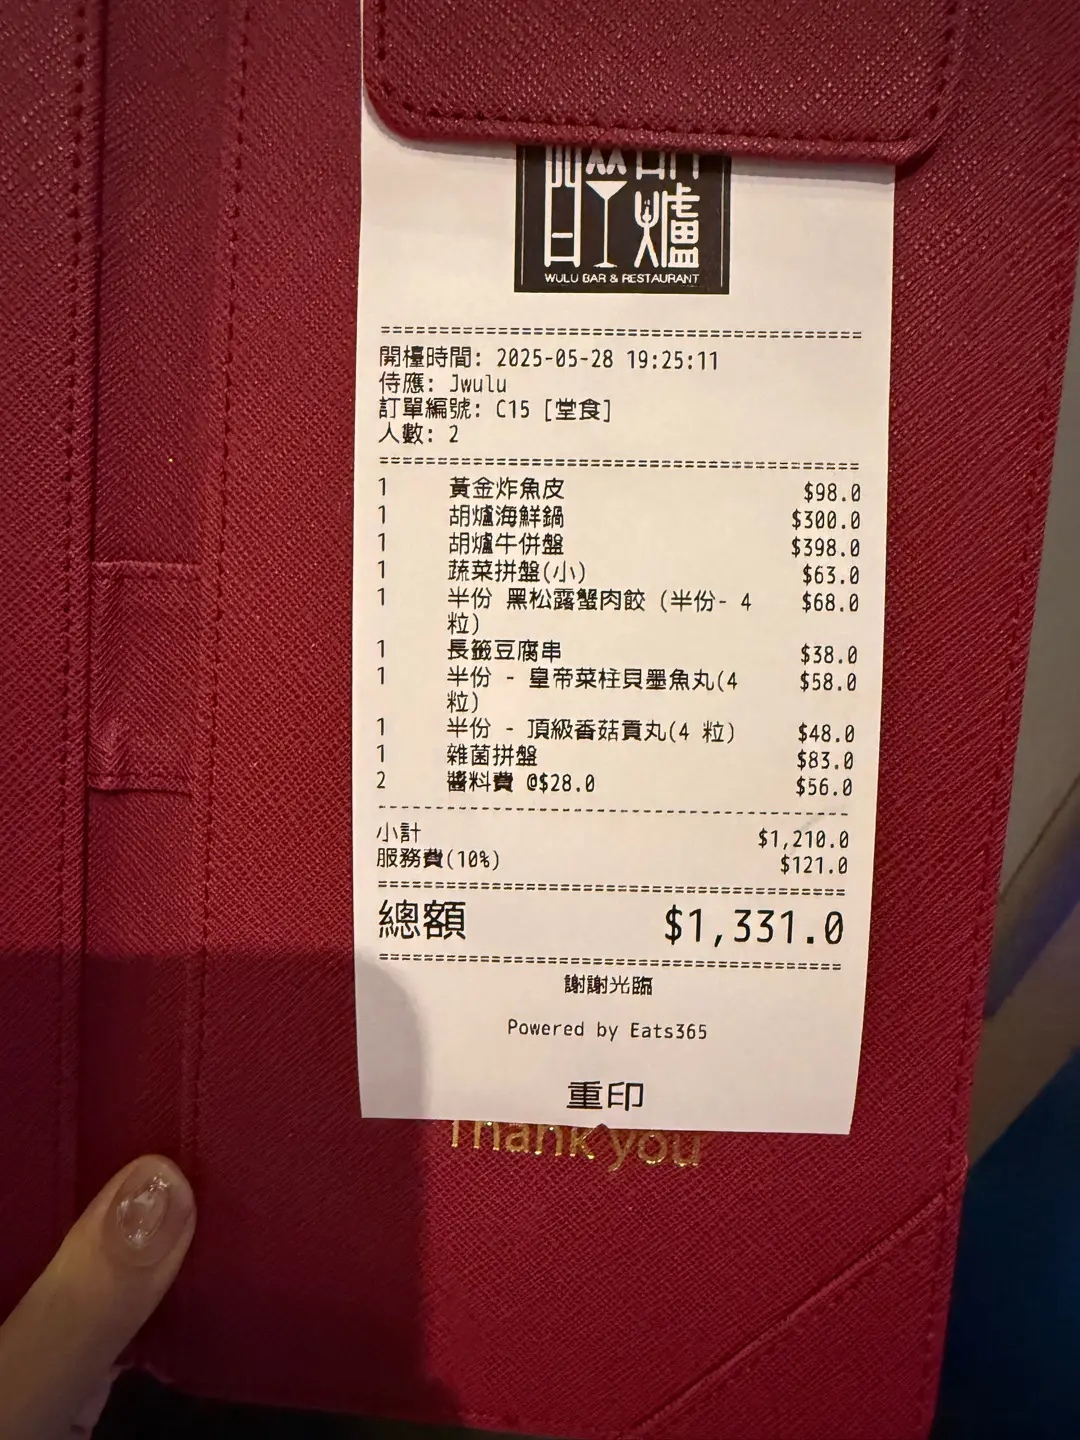 爐
WULU BAR & RESTAURANT
開檯時間: 2025-05-28 19:25:11
侍應: Jwulu
訂單編號: C15 [堂食]
人數: 2
1 黃金炸魚皮 $98.0
1 胡爐海鮮鍋 $300.0
1 胡爐牛併盤 $398.0
1 蔬菜拼盤(小) $63.0
1 半份 黑松露蟹肉餃 (半份- 4 $68.0
粒)
1 長籤豆腐串 $38.0
1 半份 - 皇帝菜柱貝墨魚丸(4 $58.0
粒)
1 半份 - 頂級香菇貢丸(4 粒) $48.0
1 雜菌拼盤 $83.0
2 醬料費 @$28.0 $56.0
小計 $1,210.0
服務費(10%) $121.0
總額 $1,331.0
謝謝光臨
Powered by Eats365
重印
Thank you